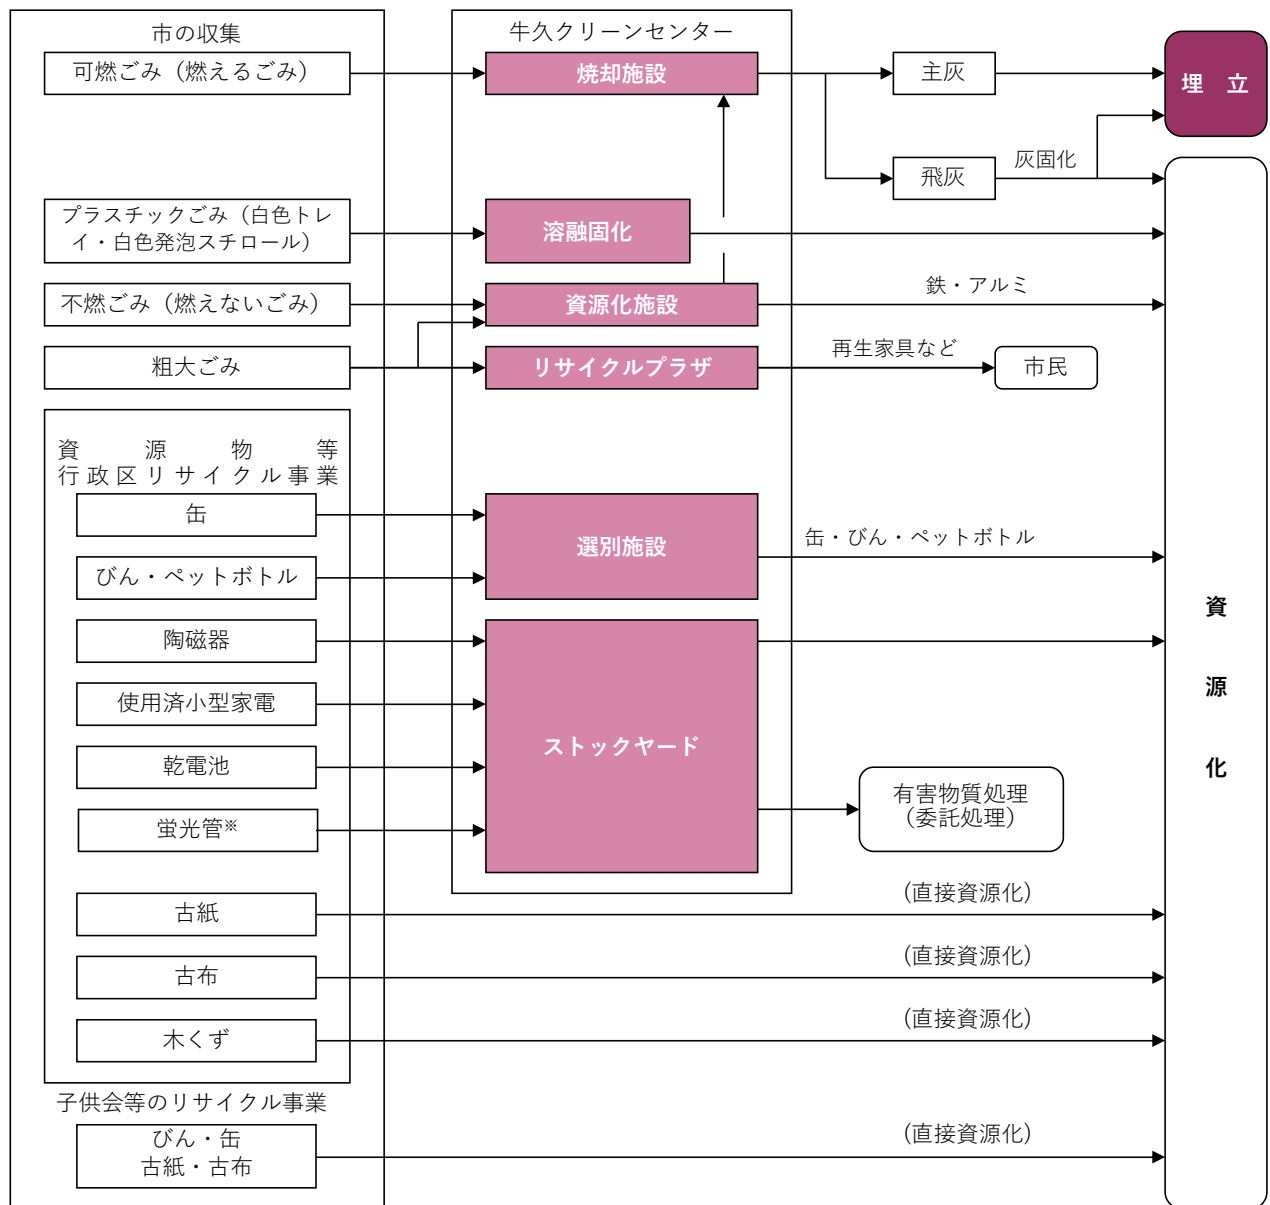 市の収集
牛久クリーンセンター
可燃ごみ（燃えるごみ）
焼却施設
主灰
埋 立
飛灰
灰固化
プラスチックごみ（白色トレ
イ・白色発泡スチロール）
溶融固化
不燃ごみ（燃えないごみ）
資源化施設
鉄・アルミ
粗大ごみ
リサイクルプラザ
再生家具など
市民
資源物等
行政区リサイクル事業
缶
びん・ペットボトル
選別施設
缶・びん・ペットボトル
陶磁器
使用済小型家電
乾電池
蛍光管※
ストックヤード
有害物質処理
（委託処理）
古紙
（直接資源化）
古布
（直接資源化）
木くず
（直接資源化）
子供会等のリサイクル事業
びん・缶
古紙・古布
（直接資源化）
資
源
化